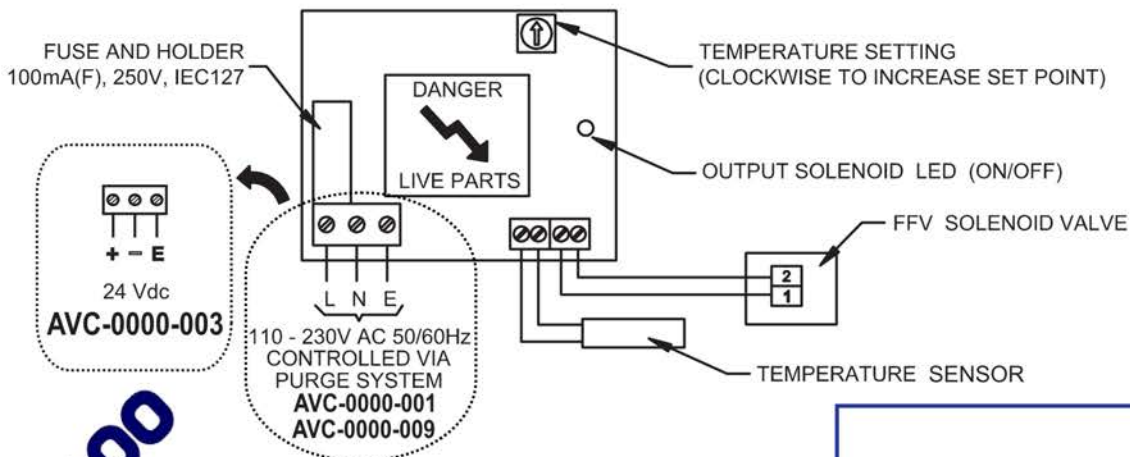 FUSE AND HOLDER
100mA(F), 250V, IEC127
TEMPERATURE SETTING
(CLOCKWISE TO INCREASE SET POINT)
DANGER
LIVE PARTS
OUTPUT SOLENOID LED (ON/OFF)
FFV SOLENOID VALVE
2
1
+ - E
24 Vdc
AVC-0000-003
L N E
110 - 230V AC 50/60Hz
CONTROLLED VIA
PURGE SYSTEM
AVC-0000-001
AVC-0000-009
TEMPERATURE SENSOR